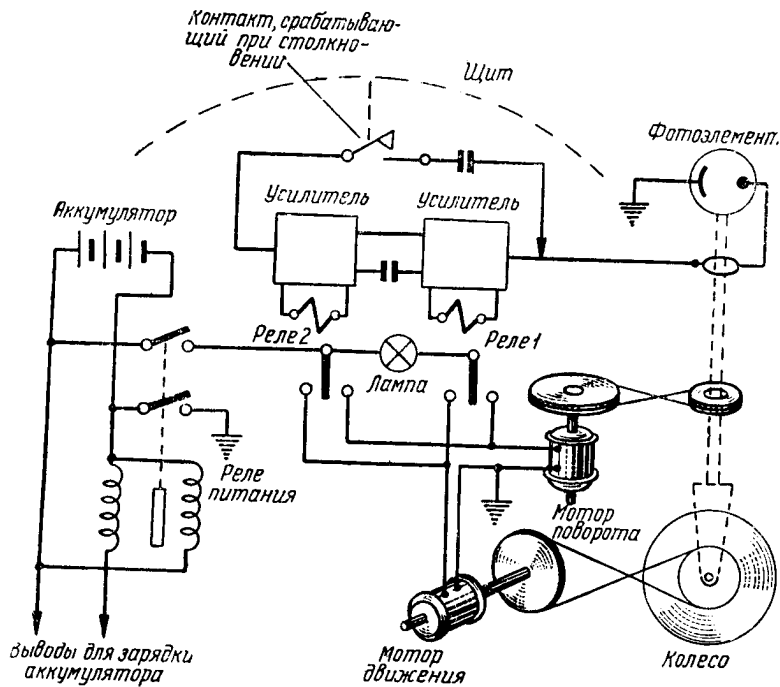 Контакт, срабатываю-
щий при столкно-
вении
Щит
Фотоэлемент.
Усилитель
Усилитель
Аккумулятор
Реле 2
Реле 1
Лампа
Реле
питания
Мотор
поворота
Выводы для зарядки
аккумулятора
Мотор
движения
Колесо